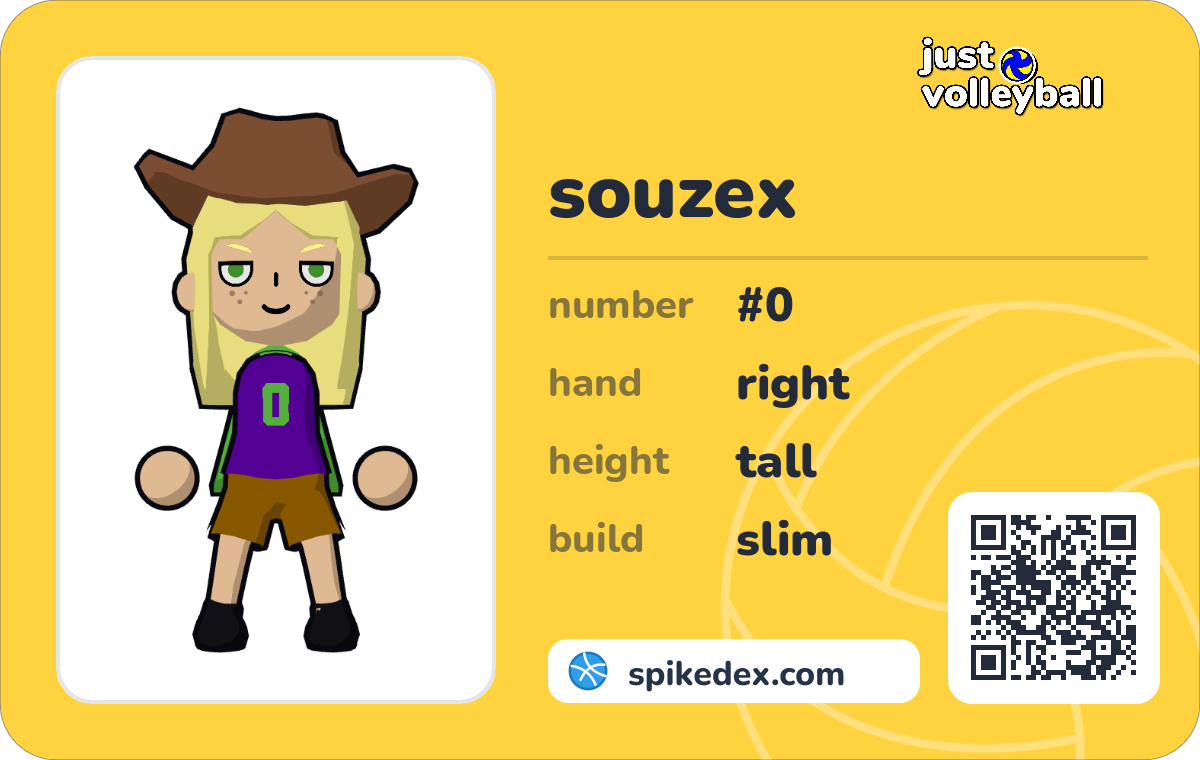 just
volleyball
souzex
number #0
hand right
height tall
build slim
0
spikedex.com